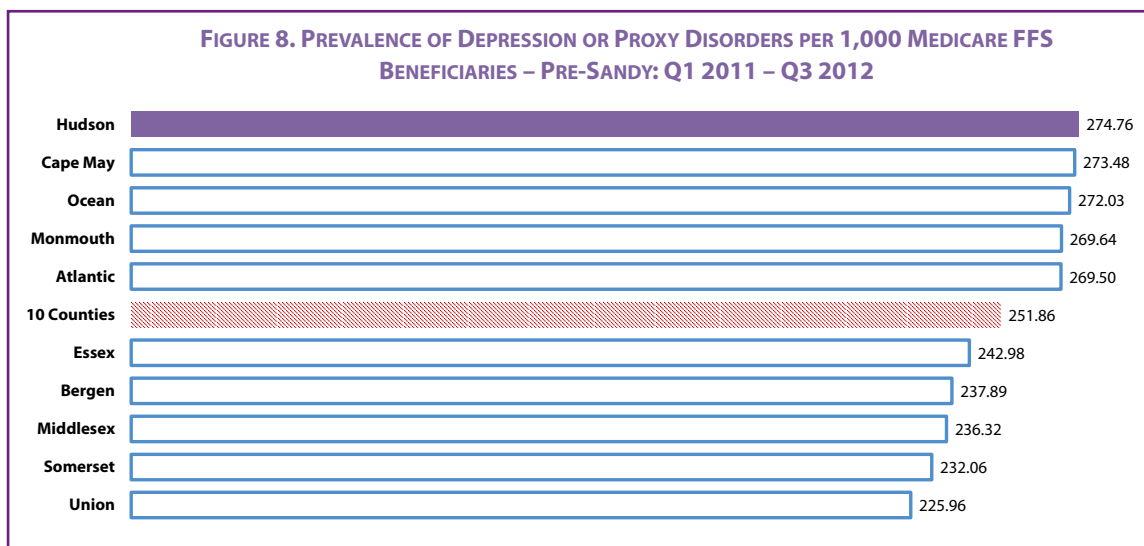 FIGURE 8. PREVALENCE OF DEPRESSION OR PROXY DISORDERS PER 1,000 MEDICARE FFS
BENEFICIARIES – PRE-SANDY: Q1 2011 – Q3 2012
Hudson 274.76
Cape May 273.48
Ocean 272.03
Monmouth 269.64
Atlantic 269.50
10 Counties 251.86
Essex 242.98
Bergen 237.89
Middlesex 236.32
Somerset 232.06
Union 225.96